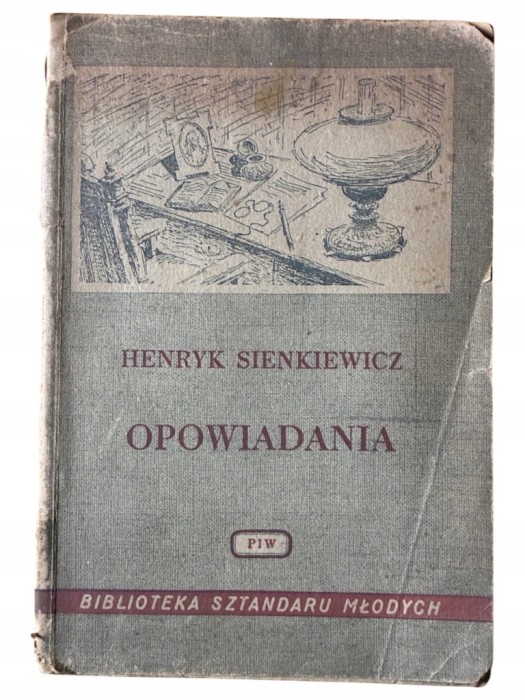 HENRYK SIENKIEWICZ
OPOWIADANIA
PIW
BIBLIOTEKA SZTANDARU MŁODYCH